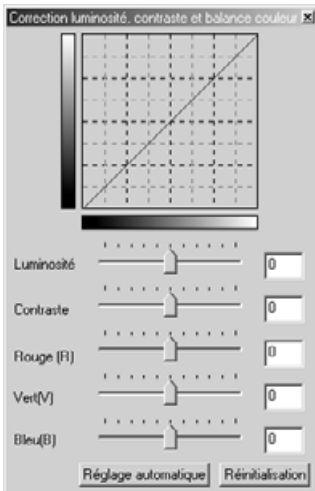 Correction luminosité, contraste et balance couleur
Luminosité 0
Contraste 0
Rouge (R) 0
Vert(V) 0
Bleu(B) 0
Réglage automatique Réinitialisation